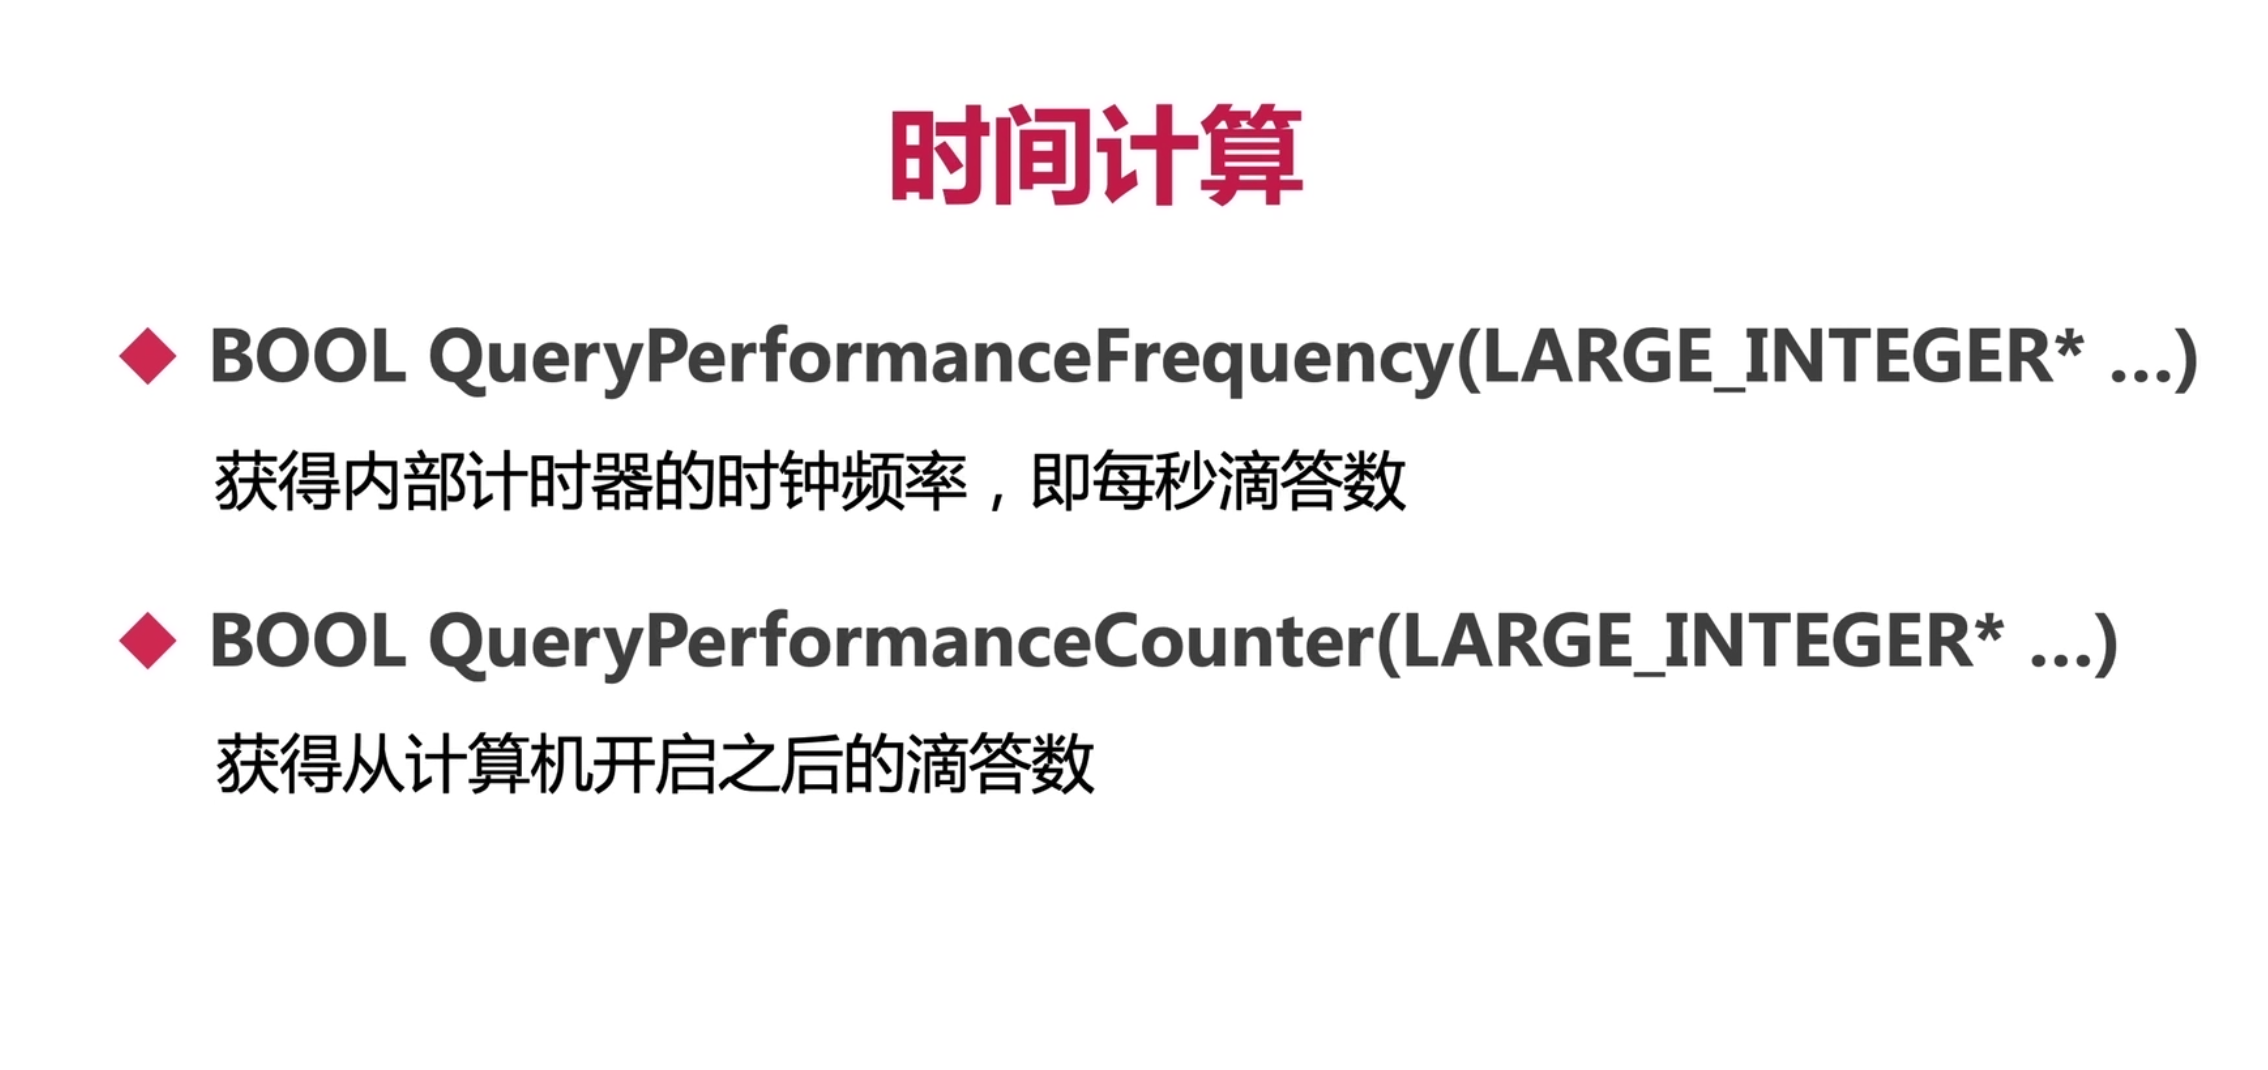 时间计算
BOOL QueryPerformanceFrequency(LARGE_INTEGER* ...)
获得内部计时器的时钟频率，即每秒滴答数
BOOL QueryPerformanceCounter(LARGE_INTEGER* ...)
获得从计算机开启之后的滴答数